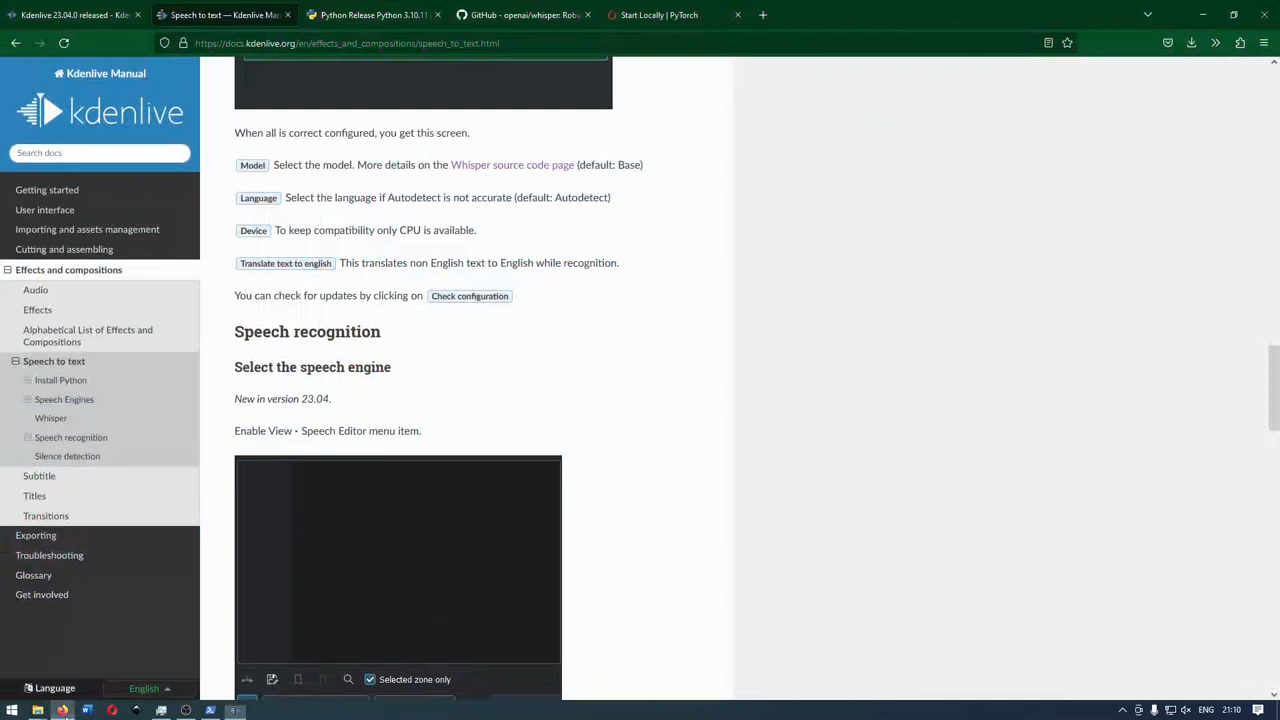 Kdenlive 23.04.0 released - Kde
Speech to text — Kdenlive Man
Python Release Python 3.10.11
GitHub - openai/whisper: Robu
Start Locally | PyTorch
https://docs.kdenlive.org/en/effects_and_compositions/speech_to_text.html
Kdenlive Manual
kdenlive
Search docs
Getting started
User interface
Importing and assets management
Cutting and assembling
Effects and compositions
Audio
Effects
Alphabetical List of Effects and
Compositions
Speech to text
Install Python
Speech Engines
Whisper
Speech recognition
Silence detection
Subtitle
Titles
Transitions
Exporting
Troubleshooting
Glossary
Get involved
Language English
When all is correct configured, you get this screen.
Model Select the model. More details on the Whisper source code page (default: Base)
Language Select the language if Autodetect is not accurate (default: Autodetect)
Device To keep compatibility only CPU is available.
Translate text to english This translates non English text to English while recognition.
You can check for updates by clicking on Check configuration
Speech recognition
Select the speech engine
New in version 23.04.
Enable View ‣ Speech Editor menu item.
Selected zone only
ENG 21:10